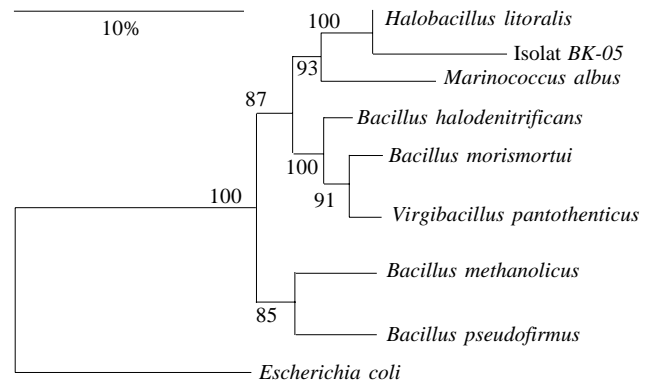 Halobacillus litoralis
100
10%
Isolat BK-05
93
Marinococcus albus
87
Bacillus halodenitrificans
Bacillus morismortui
100
91
100
Virgibacillus pantothenticus
Bacillus methanolicus
85
Bacillus pseudofirmus
Escherichia coli